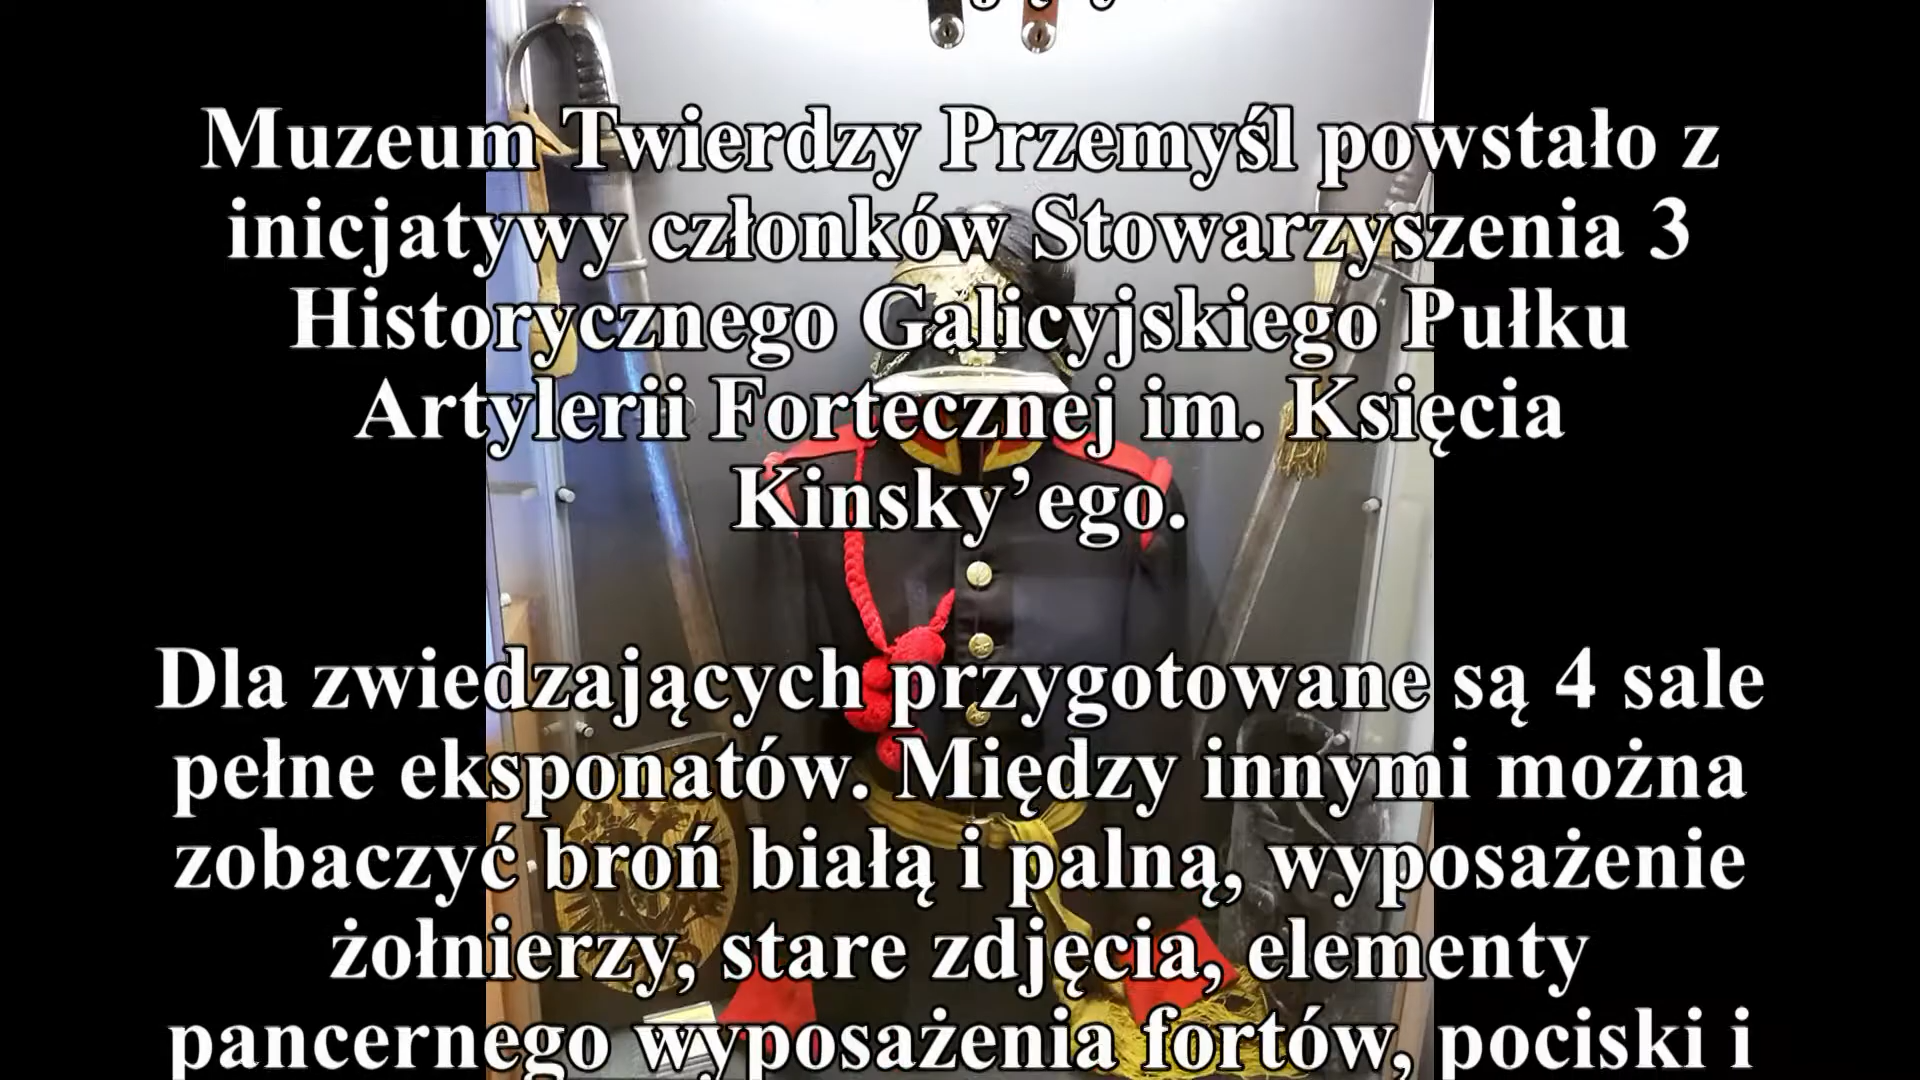 Muzeum Twierdzy Przemyśl powstało z
inicjatywy członków Stowarzyszenia 3
Historycznego Galicyjskiego Pułku
Artylerii Fortecznej im. Księcia
Kinsky’ego.
Dla zwiedzających przygotowane są 4 sale
pełne eksponatów. Między innymi można
zobaczyć broń białą i palną, wyposażenie
żołnierzy, stare zdjęcia, elementy
pancernego wyposażenia fortów, pociski i